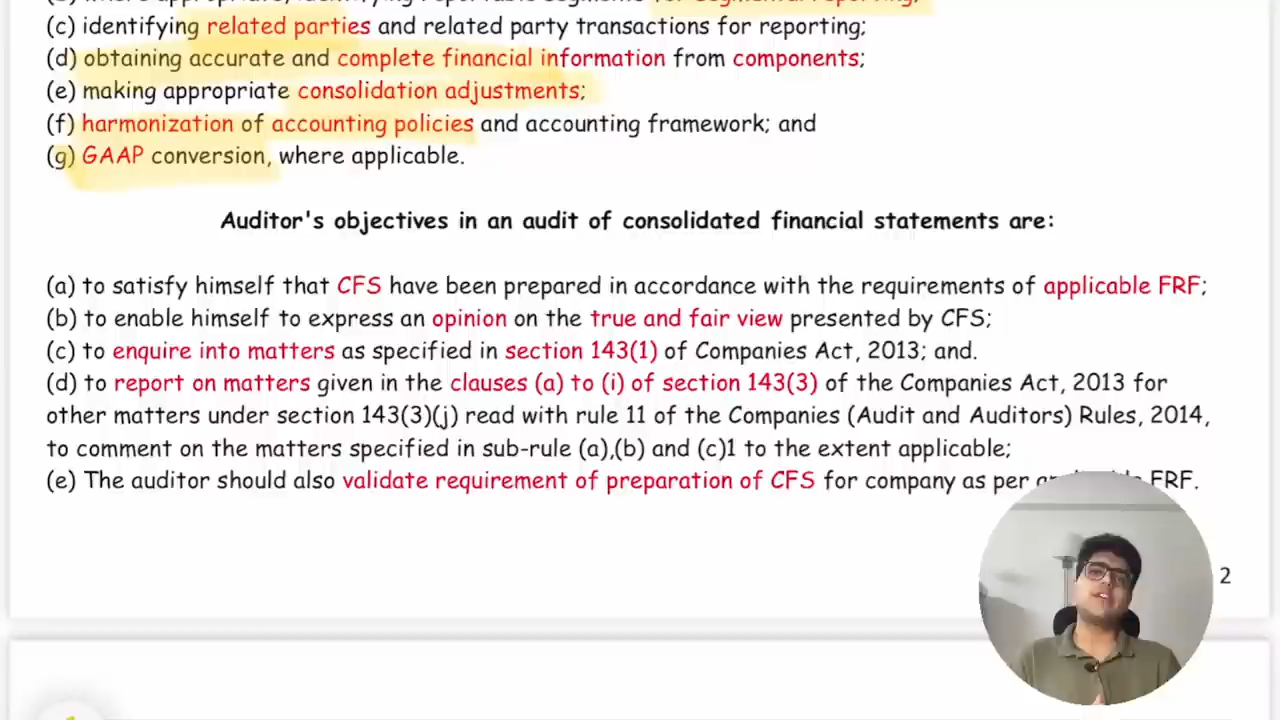 (c) identifying related parties and related party transactions for reporting;
(d) obtaining accurate and complete financial information from components;
(e) making appropriate consolidation adjustments;
(f) harmonization of accounting policies and accounting framework; and
(g) GAAP conversion, where applicable.
Auditor's objectives in an audit of consolidated financial statements are:
(a) to satisfy himself that CFS have been prepared in accordance with the requirements of applicable FRF;
(b) to enable himself to express an opinion on the true and fair view presented by CFS;
(c) to enquire into matters as specified in section 143(1) of Companies Act, 2013; and.
(d) to report on matters given in the clauses (a) to (i) of section 143(3) of the Companies Act, 2013 for
other matters under section 143(3)(j) read with rule 11 of the Companies (Audit and Auditors) Rules, 2014,
to comment on the matters specified in sub-rule (a),(b) and (c)1 to the extent applicable;
(e) The auditor should also validate requirement of preparation of CFS for company as per FRF.
2